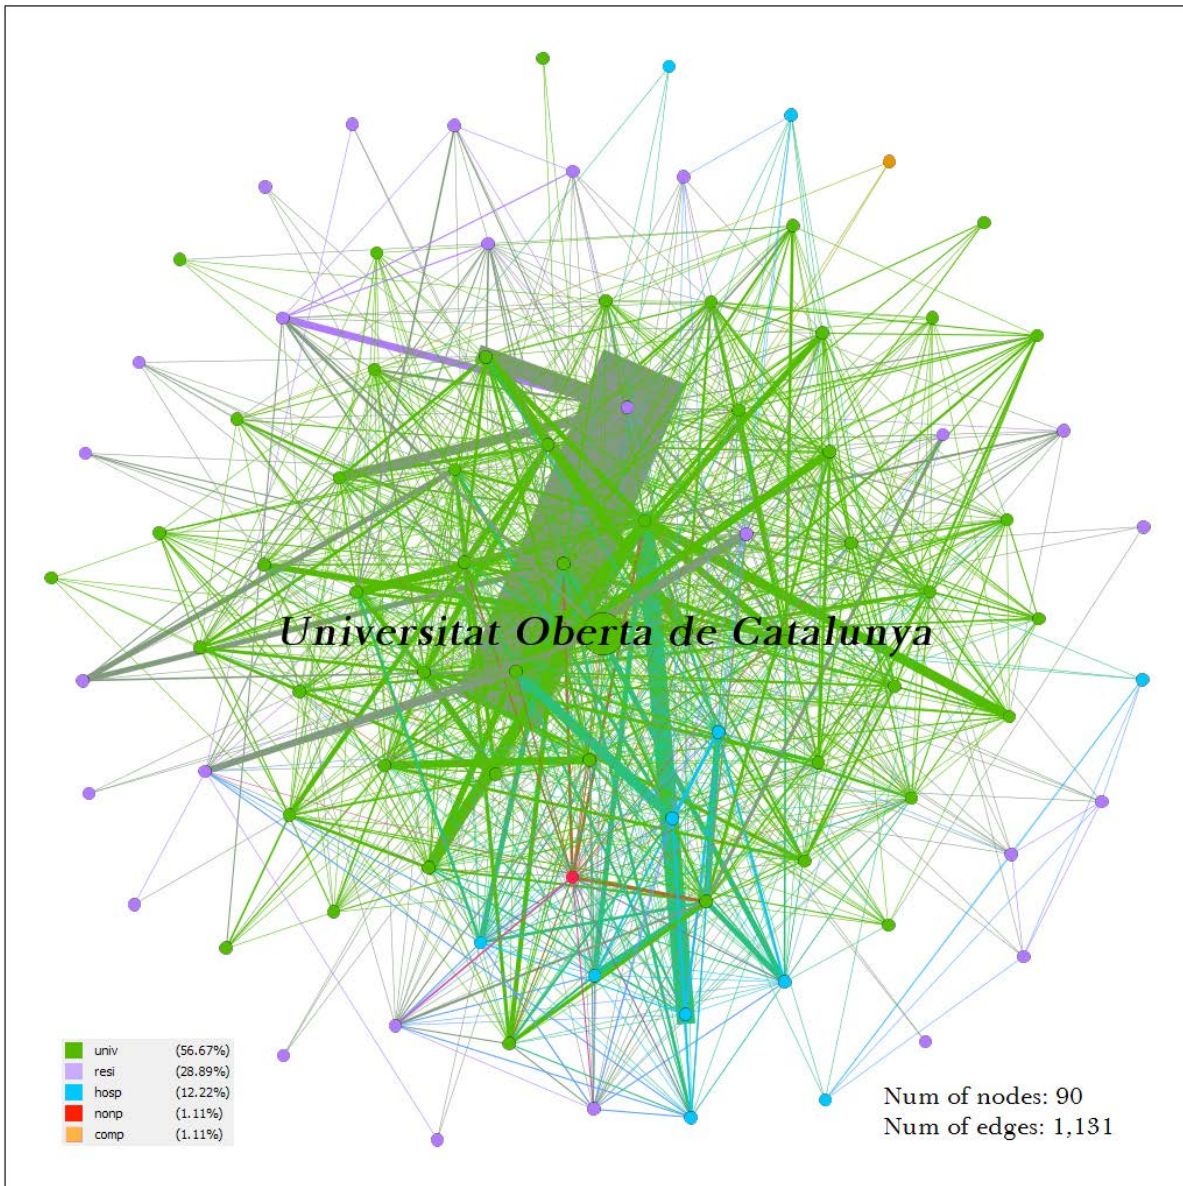 Universitat Oberta de Catalunya
univ (56.67%)
resi (28.89%)
hosp (12.22%)
nonp (1.11%)
comp (1.11%)
Num of nodes: 90
Num of edges: 1,131